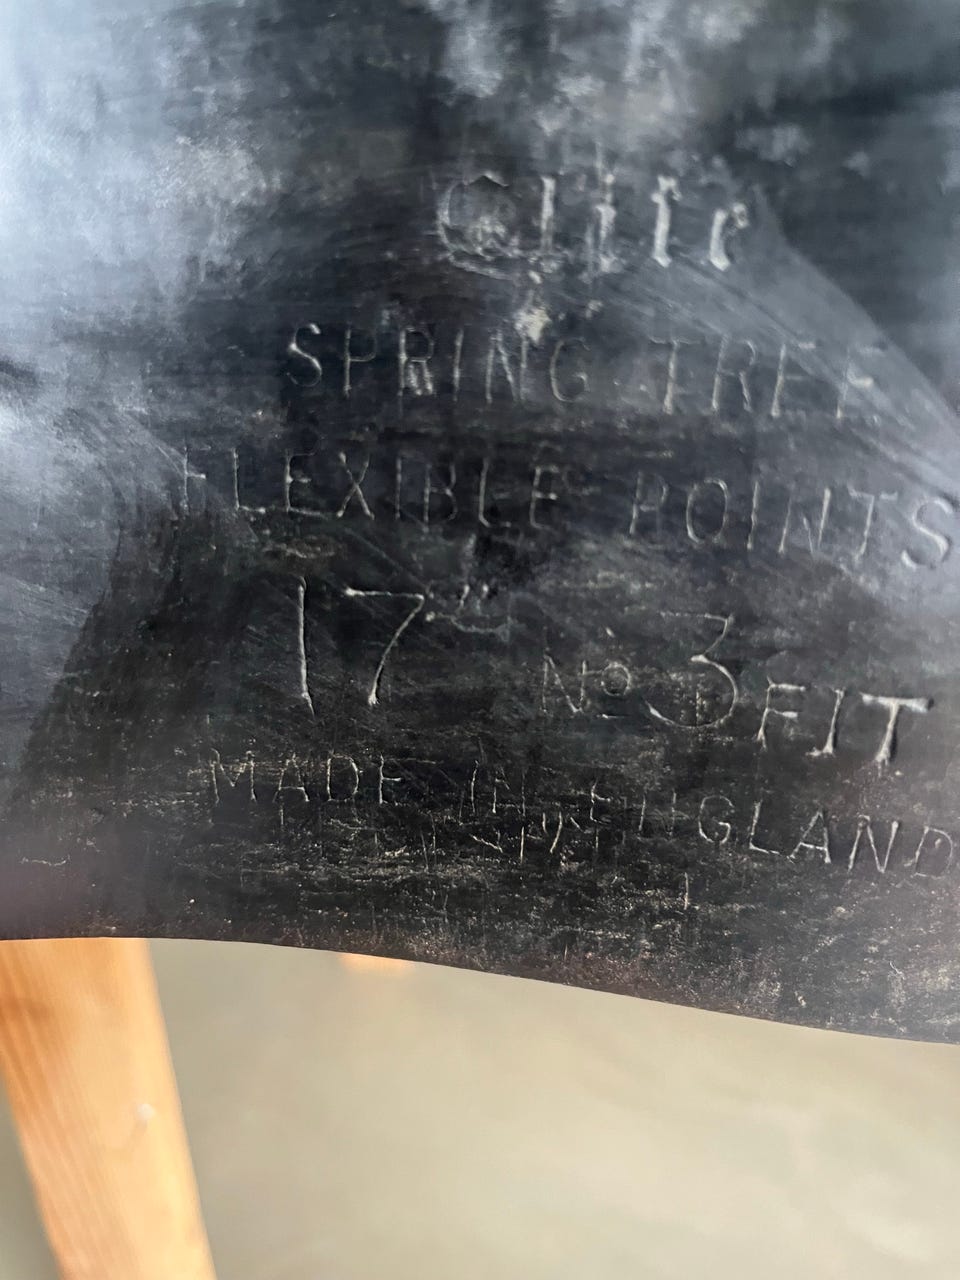 Elite
SPRING TREE
FLEXIBLE POINTS
17" No 3 FIT
MADE IN ENGLAND